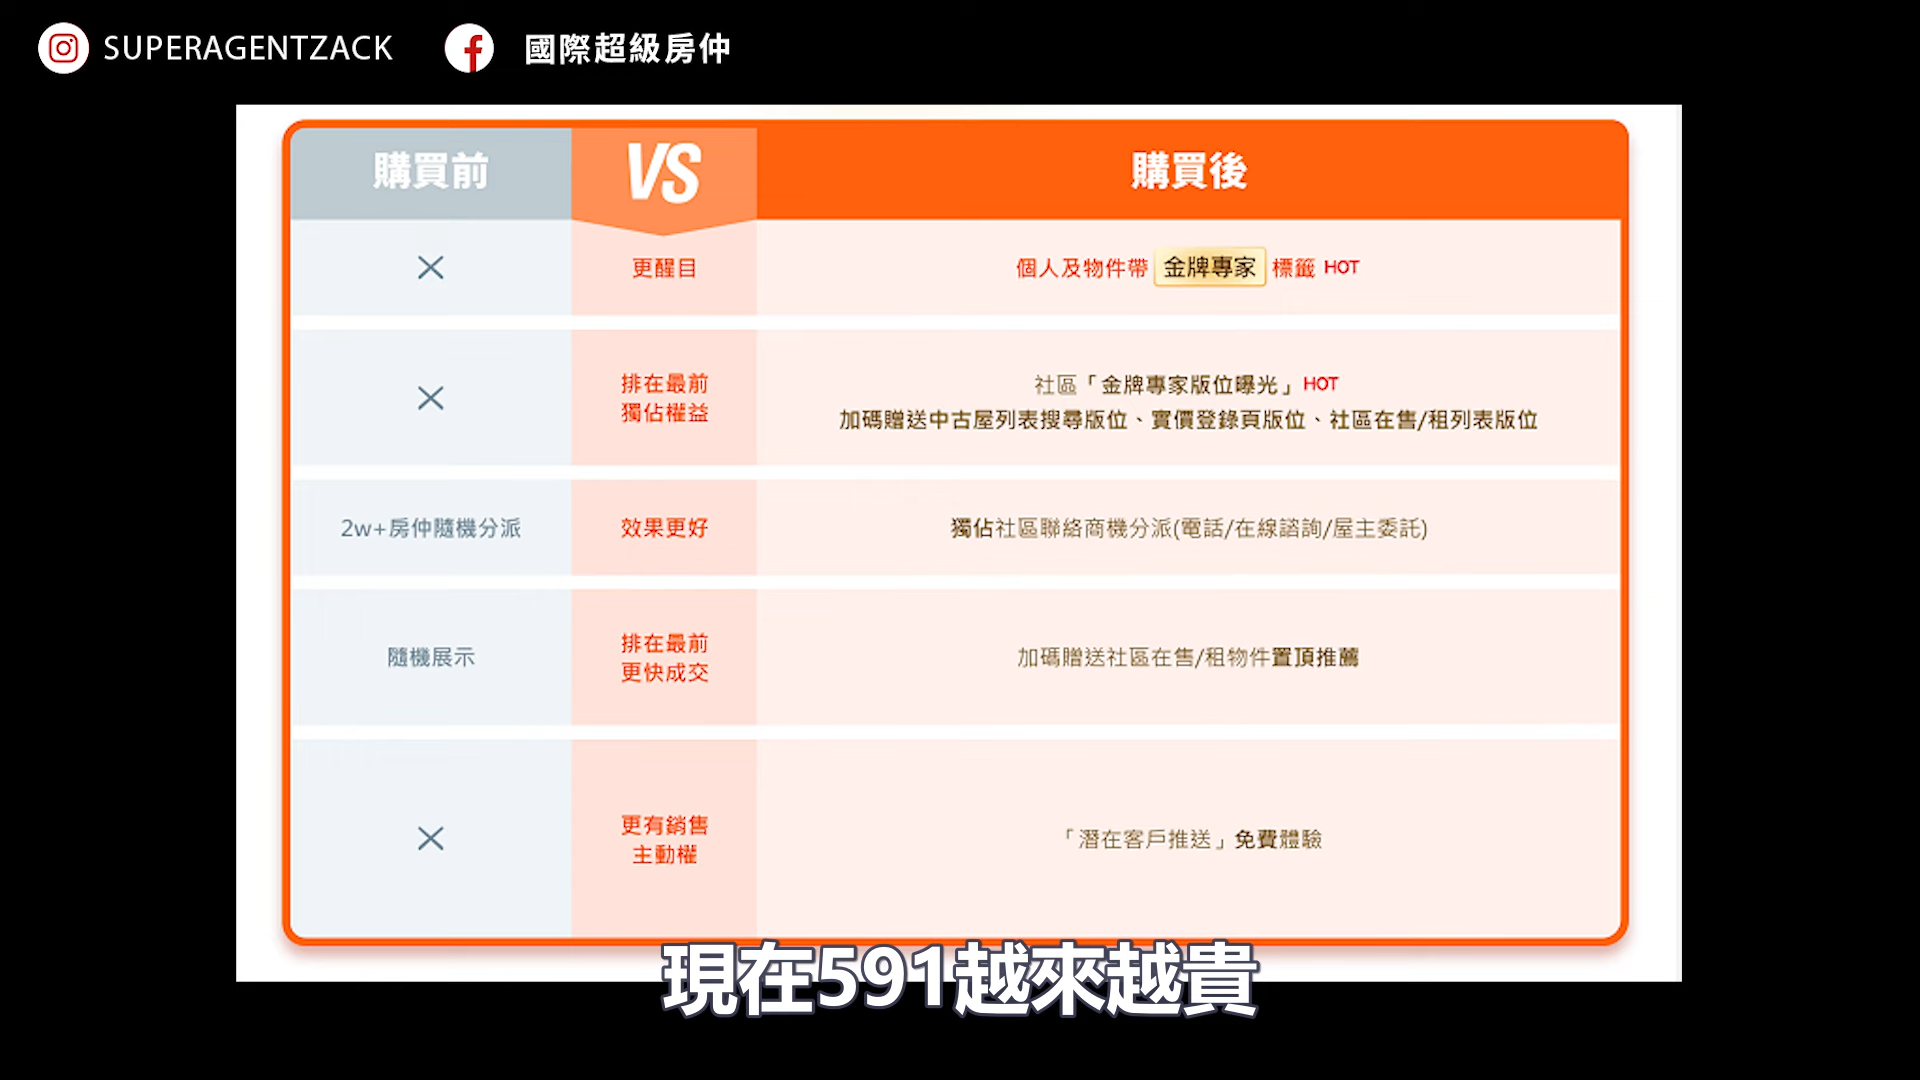 SUPERAGENTZACK 國際超級房仲
購買前 VS 購買後
更醒目 個人及物件帶 金牌專家 標籤 HOT
排在最前
獨佔權益
社區「金牌專家版位曝光」HOT
加碼贈送中古屋列表搜尋版位、實價登錄頁版位、社區在售/租列表版位
2w+房仲隨機分派 效果更好 獨佔社區聯絡商機分派(電話/在線諮詢/屋主委託)
隨機展示
排在最前
更快成交
加碼贈送社區在售/租物件置頂推薦
更有銷售
主動權
「潛在客戶推送」免費體驗
現在591越來越貴